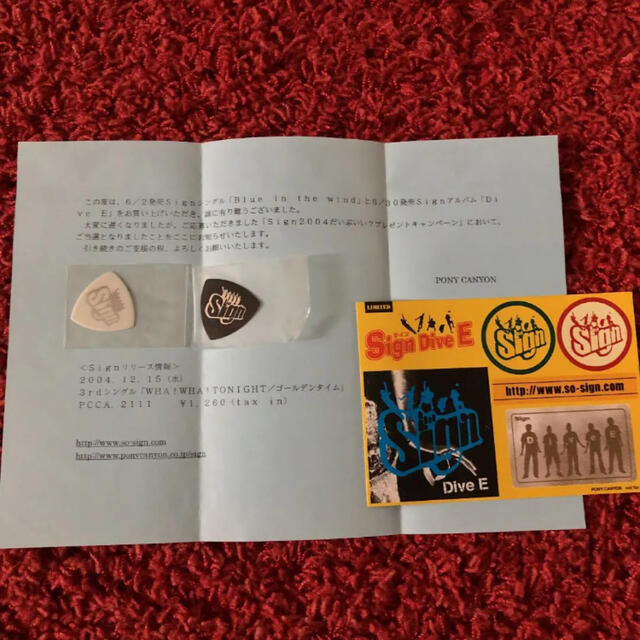 この度は、6/2発売Signシングル「Blue in the wind」と6/30発売Signアルバム「Di
ve E」をお買い上げいただき、誠に有り難うございました。
大変に遅くなりましたが、ご応募いただきました「Sign2004だいぶいい?プレゼントキャンペーン」において、
ご当選となりましたことをここにお知らせいたします。
引き続きのご支援の程、よろしくお願いいたします。
PONY CANYON
Sign
Sign
<Signリリース情報>
2004.12.15(水)
3rdシングル「WHA!WHA!TONIGHT/ゴールデンタイム」
PCCA.2111 ¥1,260(tax in)
http://www.so-sign.com
http://www.ponycanyon.co.jp/sign
LIMITED
Sign Dive E
Sign
Sign
http://www.so-sign.com
Sign
Dive E
Sign
PONY CANYON